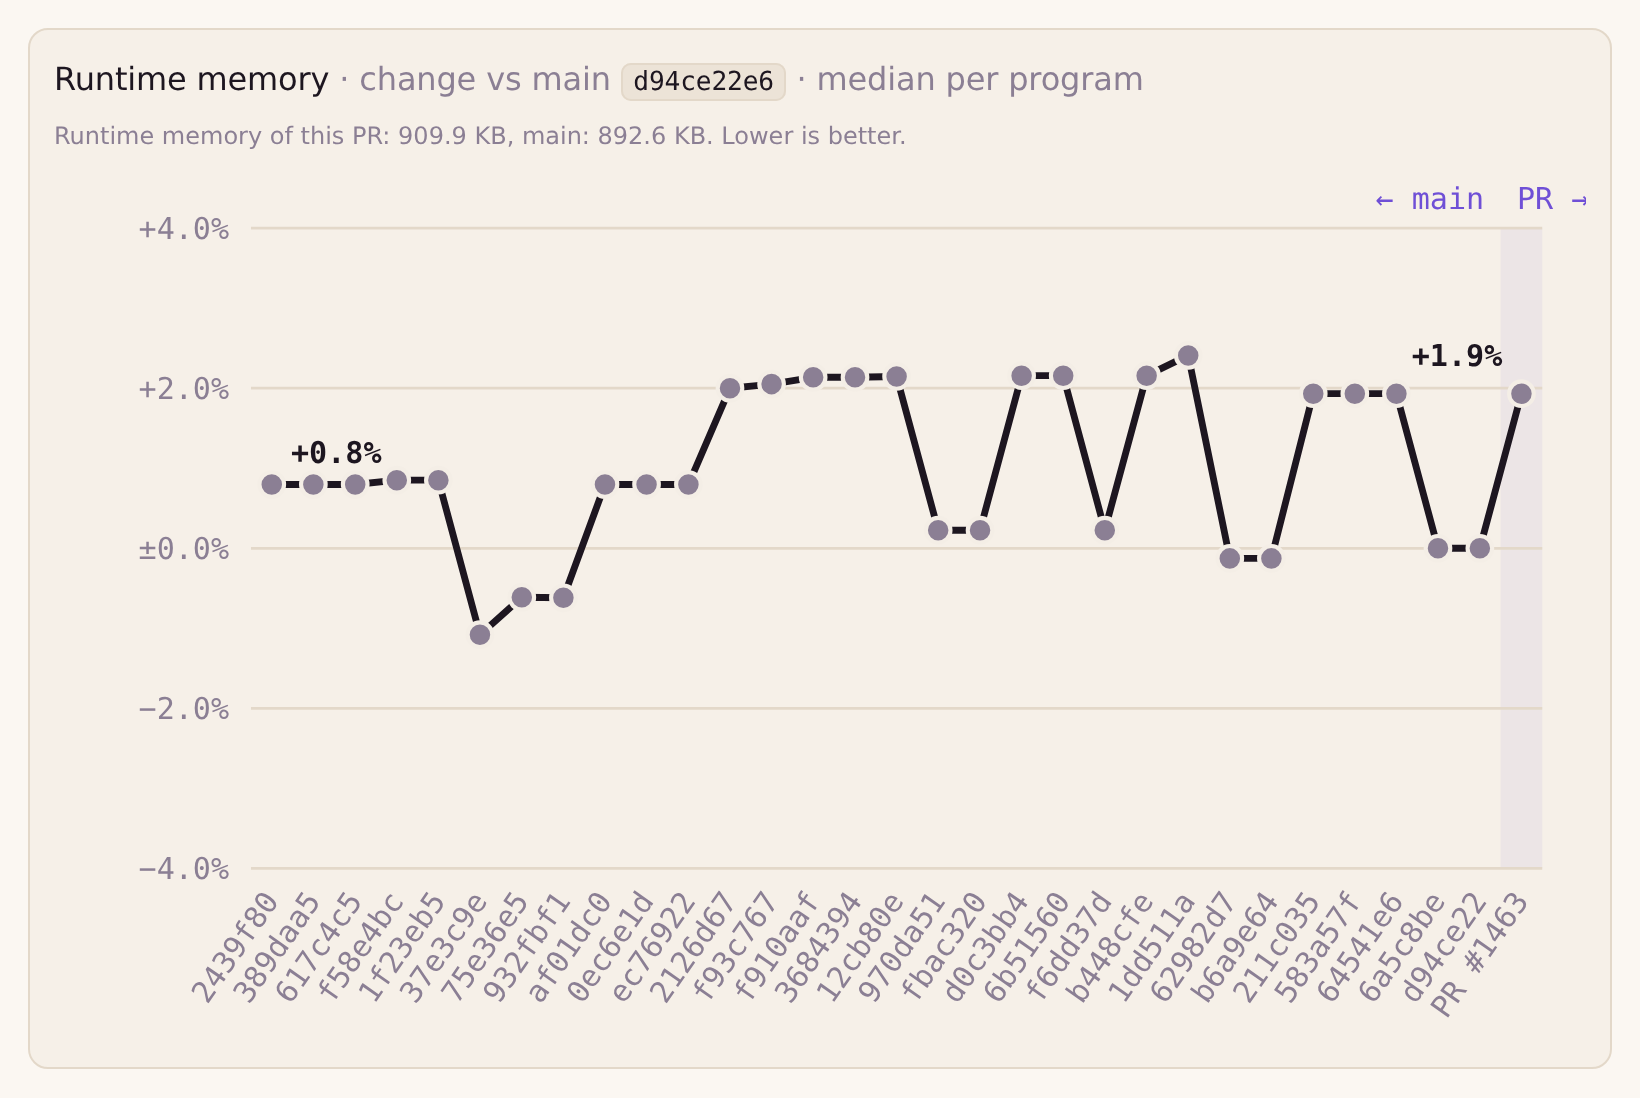 Runtime memory · change vs main d94ce22e6 · median per program
Runtime memory of this PR: 909.9 KB, main: 892.6 KB. Lower is better.
← main PR →
+4.0%
+2.0%
±0.0%
−2.0%
−4.0%
+0.8%
+1.9%
2439f80
389daa5
617c4c5
f58e4bc
1f23eb5
37e3c9e
75e36e5
932fbf1
af01dc0
0ec6e1d
ec76922
2126d67
f93c767
f910aaf
3684394
12cb80e
970da51
fbac320
d0c3bb4
6b51560
f6dd37d
b448cfe
1dd511a
62982d7
b6a9e64
211c035
583a57f
64541e6
6a5c8be
d94ce22
PR #1463